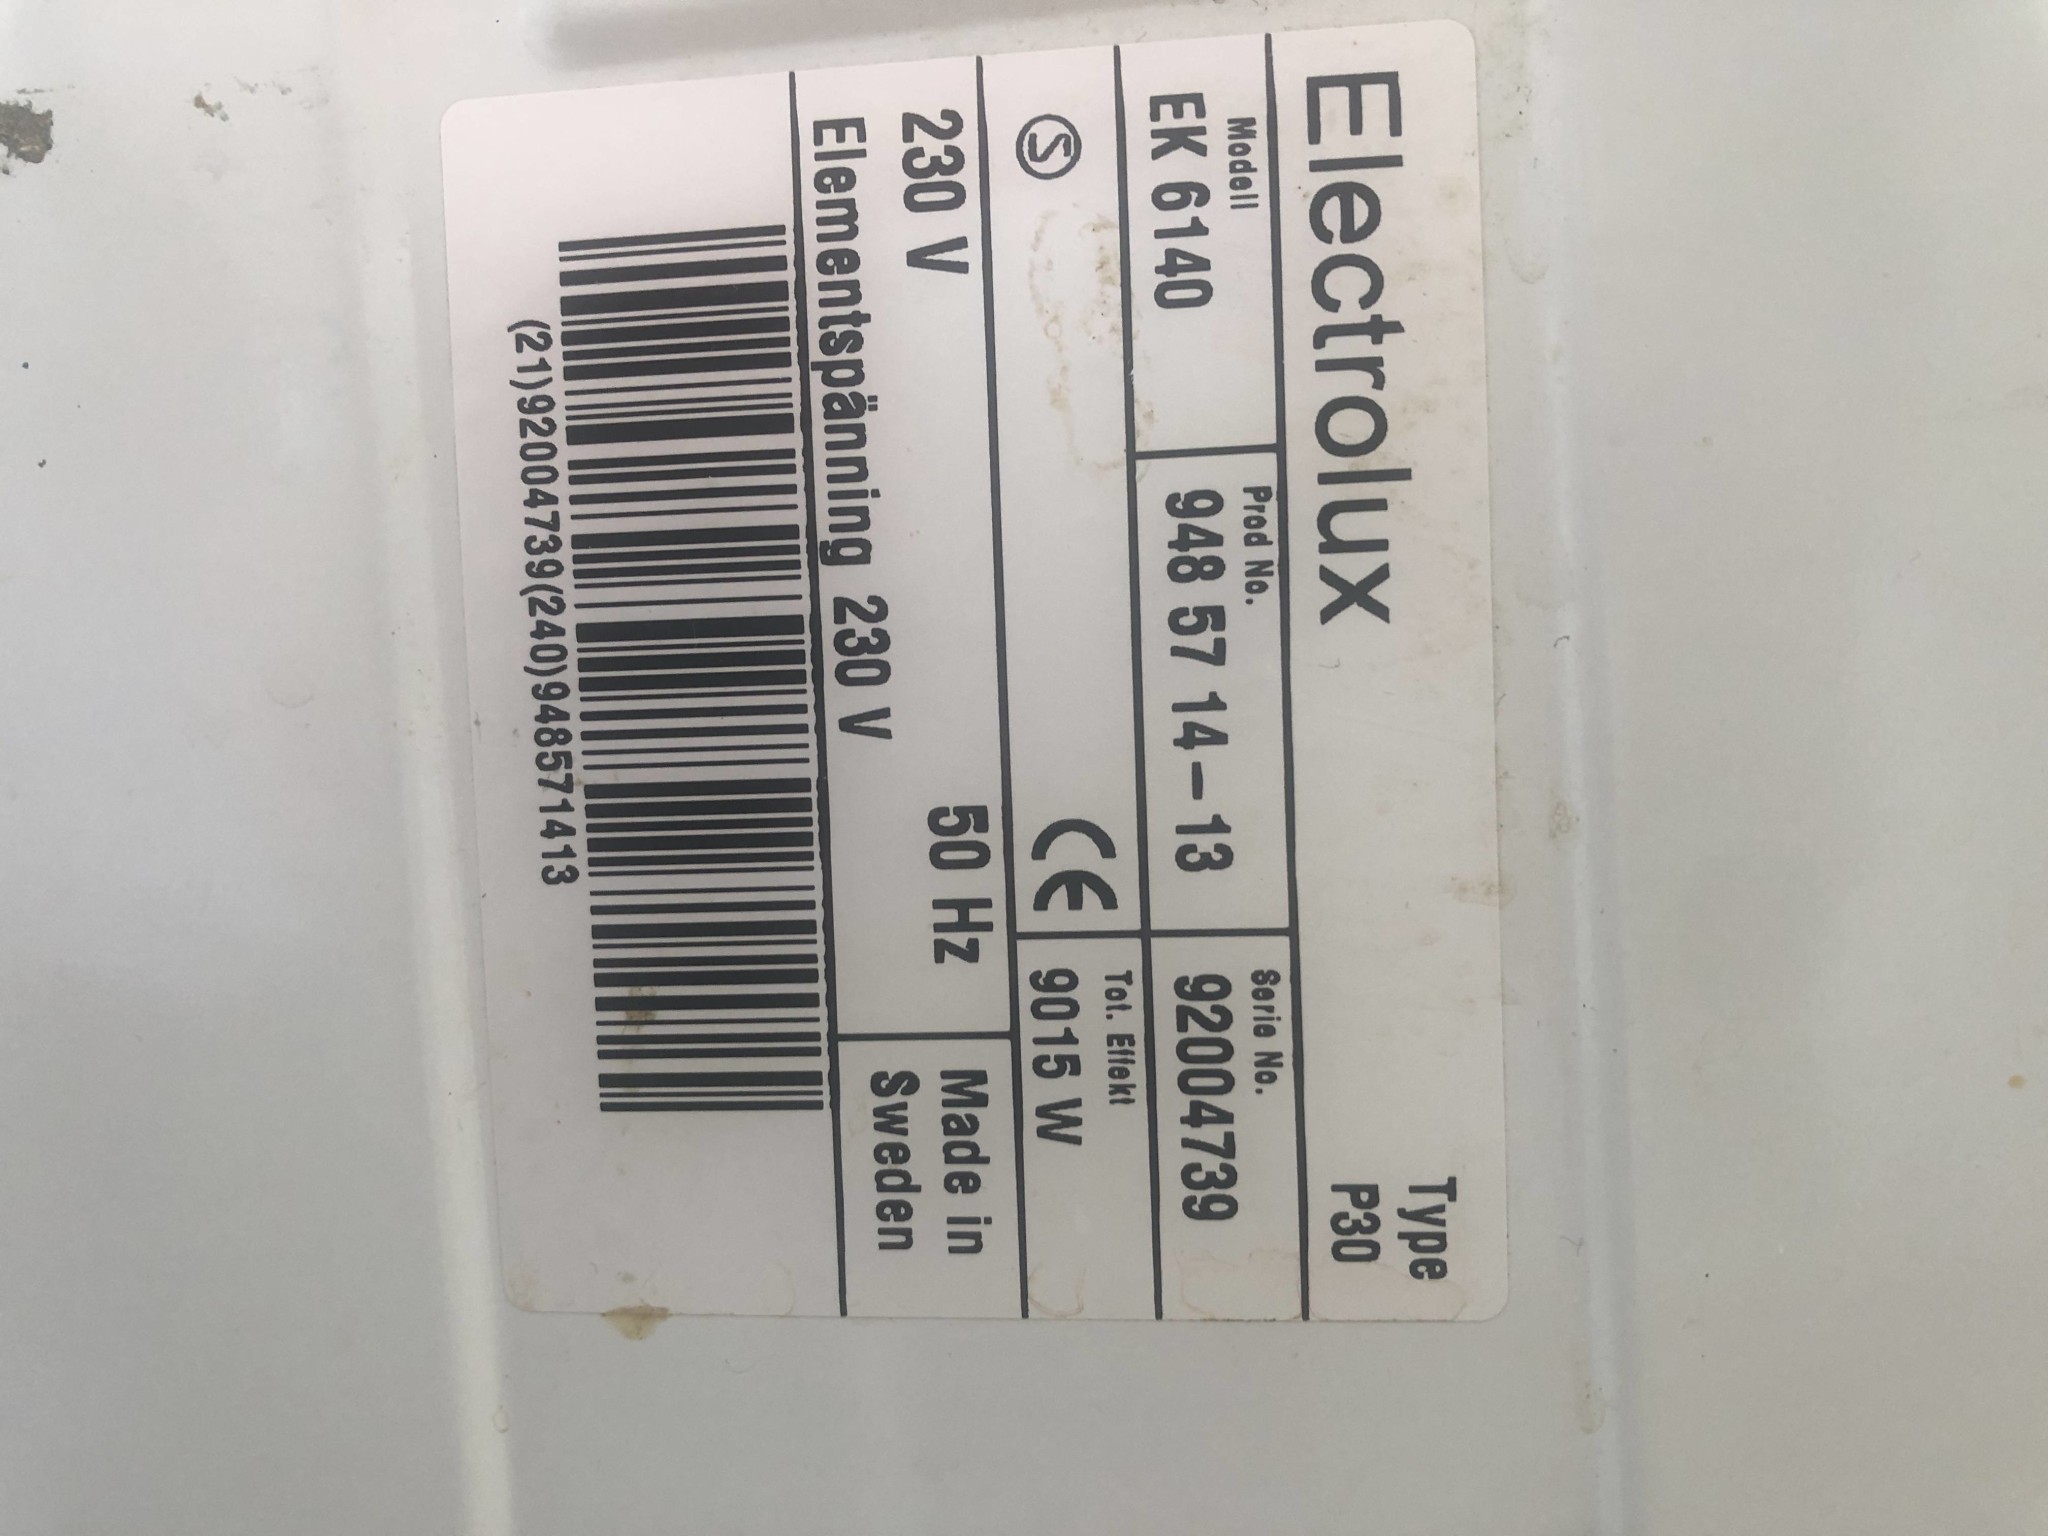 Electrolux
Type
P30
Modell
EK 6140
Prod No.
948 57 14-13
Serie No.
92004739
S
CE
Tot. Effekt
9015 W
230 V
50 Hz
Elementspänning 230 V
Made in
Sweden
(21)92004739(240)948571413